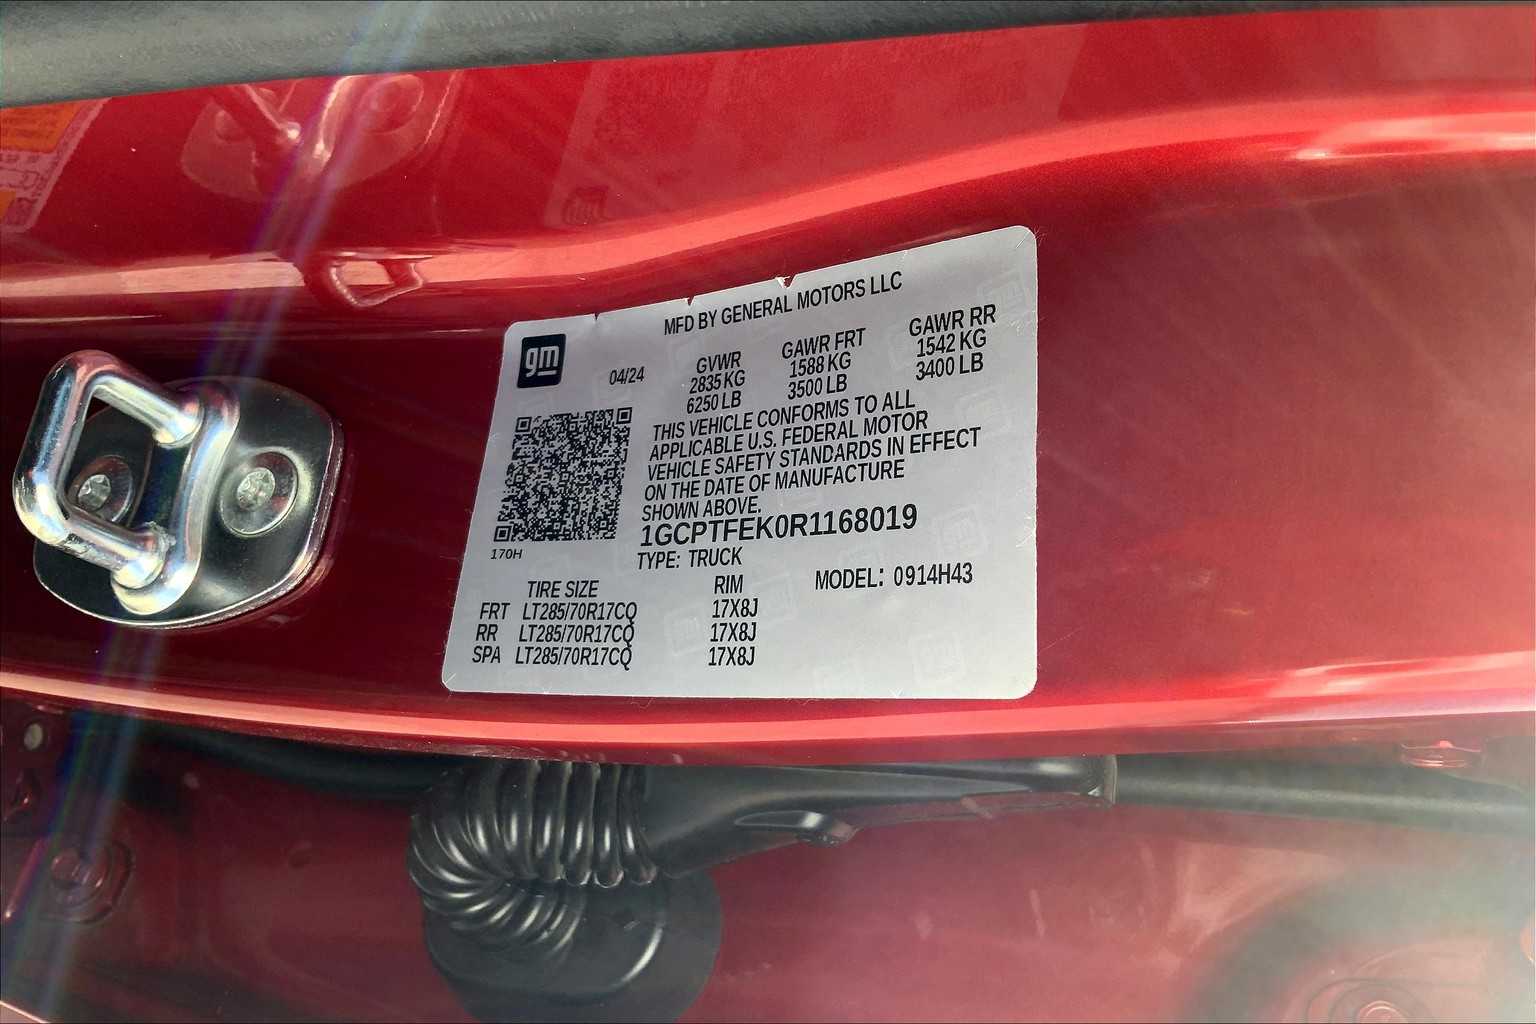 MFD BY GENERAL MOTORS LLC
gm
04/24
GVWR GAWR FRT GAWR RR
2835 KG 1588 KG 1542 KG
6250 LB 3500 LB 3400 LB
THIS VEHICLE CONFORMS TO ALL
APPLICABLE U.S. FEDERAL MOTOR
VEHICLE SAFETY STANDARDS IN EFFECT
ON THE DATE OF MANUFACTURE
SHOWN ABOVE.
1GCPTFEK0R1168019
170H
TYPE: TRUCK
MODEL: 0914H43
TIRE SIZE RIM
FRT LT285/70R17CQ 17X8J
RR LT285/70R17CQ 17X8J
SPA LT285/70R17CQ 17X8J